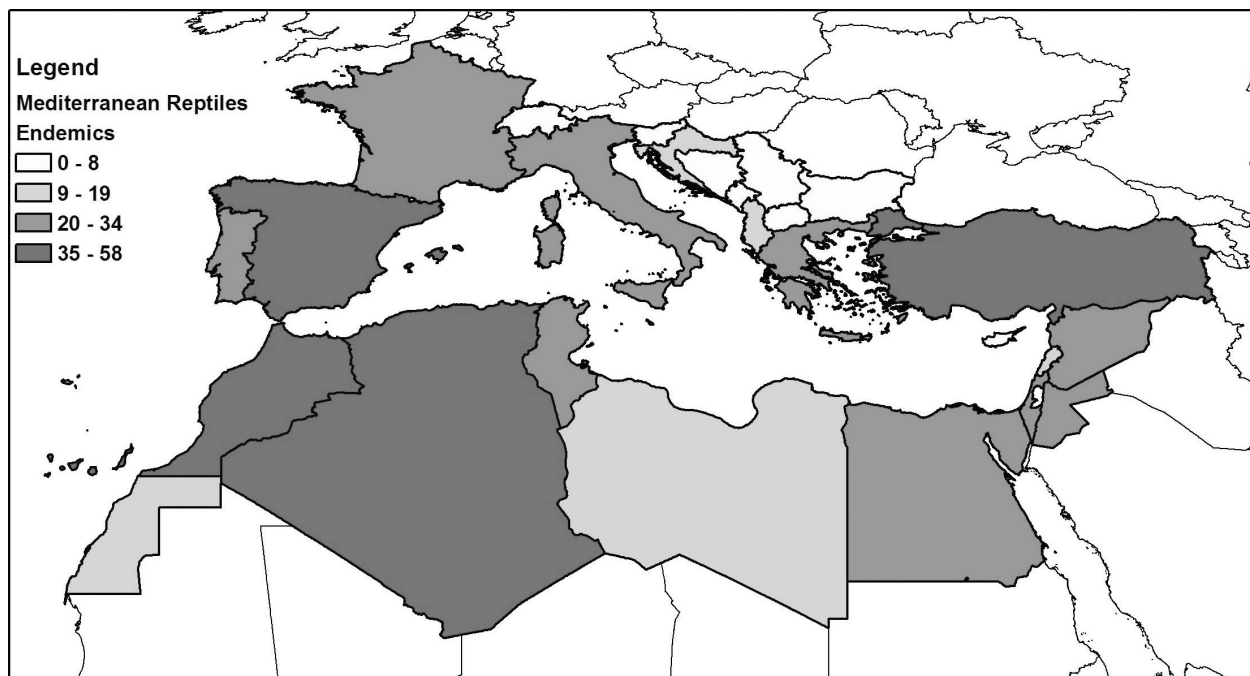 Legend
Mediterranean Reptiles
Endemics
0 - 8
9 - 19
20 - 34
35 - 58